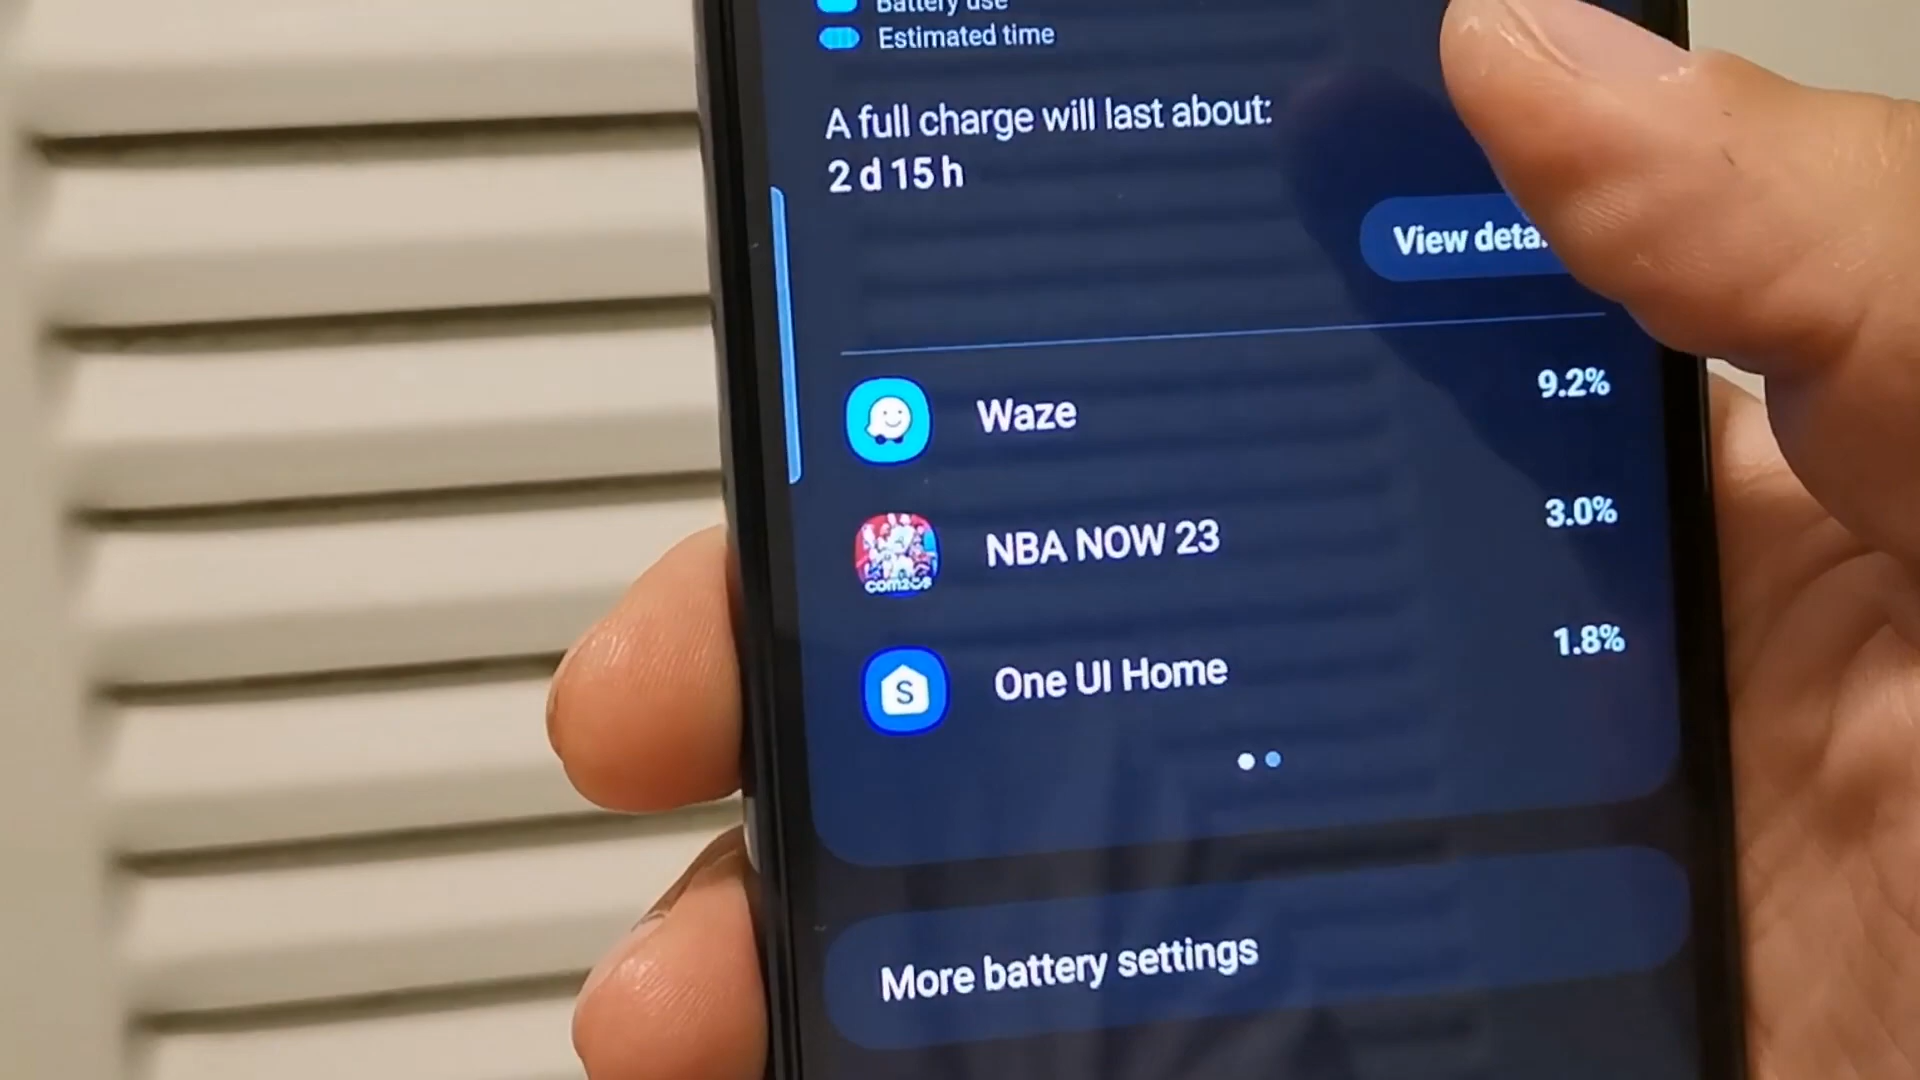 Battery use
Estimated time
A full charge will last about:
2 d 15 h
View deta
Waze 9.2%
NBA NOW 23 3.0%
COM2US
One UI Home 1.8%
S
More battery settings